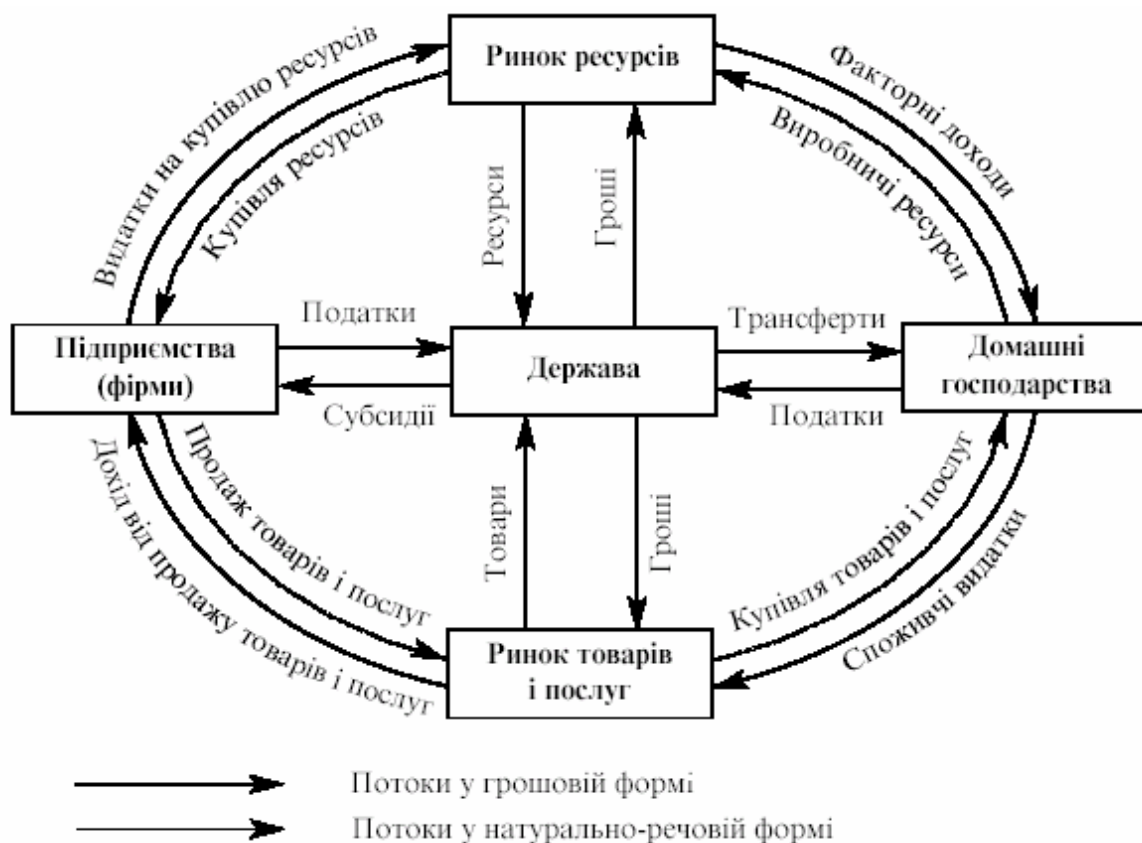 Ринок ресурсів
Видатки на купівлю ресурсів
Купівля ресурсів
Факторні доходи
Виробничі ресурси
Ресурси
Гроші
Підприємства
(фірми)
Податки
Субсидії
Держава
Трансферти
Податки
Домашні
господарства
Продаж товарів і послуг
Дохід від продажу товарів і послуг
Товари
Гроші
Купівля товарів і послуг
Споживчі видатки
Ринок товарів
і послуг
Потоки у грошовій формі
Потоки у натурально-речовій формі